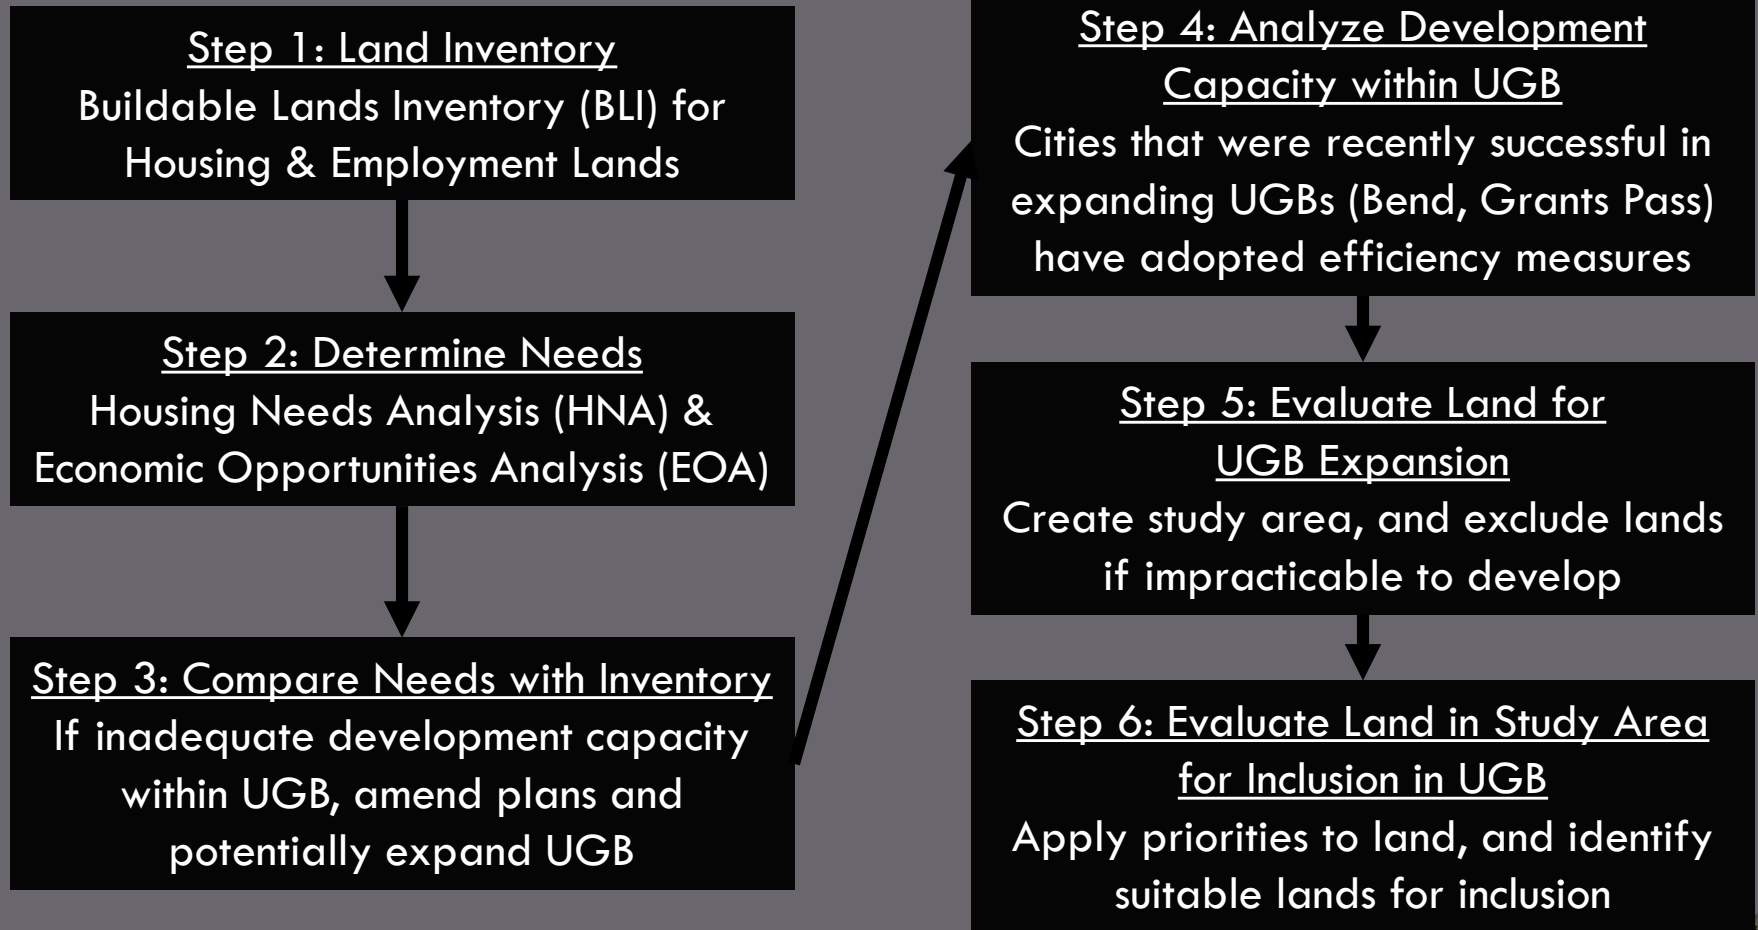 Step 1: Land Inventory
Buildable Lands Inventory (BLI) for
Housing & Employment Lands
Step 2: Determine Needs
Housing Needs Analysis (HNA) &
Economic Opportunities Analysis (EOA)
Step 3: Compare Needs with Inventory
If inadequate development capacity
within UGB, amend plans and
potentially expand UGB
Step 4: Analyze Development
Capacity within UGB
Cities that were recently successful in
expanding UGBs (Bend, Grants Pass)
have adopted efficiency measures
Step 5: Evaluate Land for
UGB Expansion
Create study area, and exclude lands
if impracticable to develop
Step 6: Evaluate Land in Study Area
for Inclusion in UGB
Apply priorities to land, and identify
suitable lands for inclusion